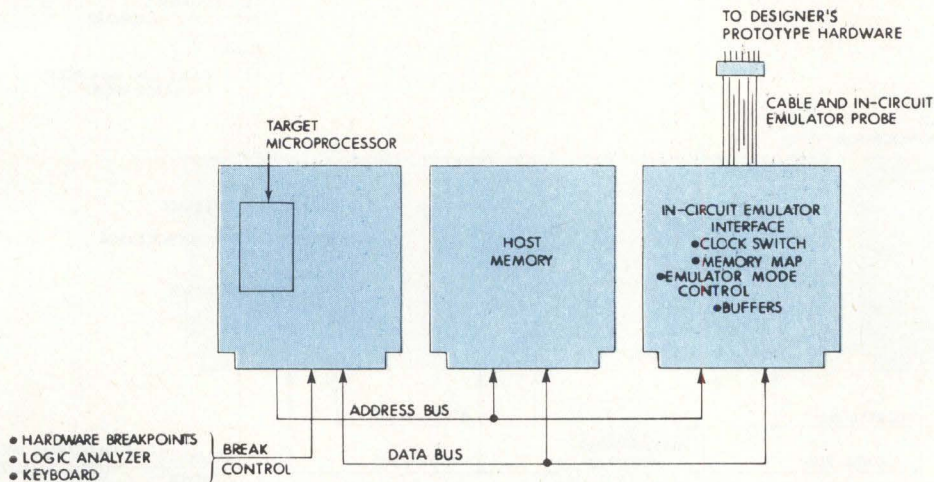 TO DESIGNER'S
PROTOTYPE HARDWARE
CABLE AND IN-CIRCUIT
EMULATOR PROBE
TARGET
MICROPROCESSOR
HOST
MEMORY
IN-CIRCUIT EMULATOR
INTERFACE
●CLOCK SWITCH
●MEMORY MAP
●EMULATOR MODE
CONTROL
●BUFFERS
ADDRESS BUS
DATA BUS
● HARDWARE BREAKPOINTS
● LOGIC ANALYZER
● KEYBOARD
BREAK
CONTROL